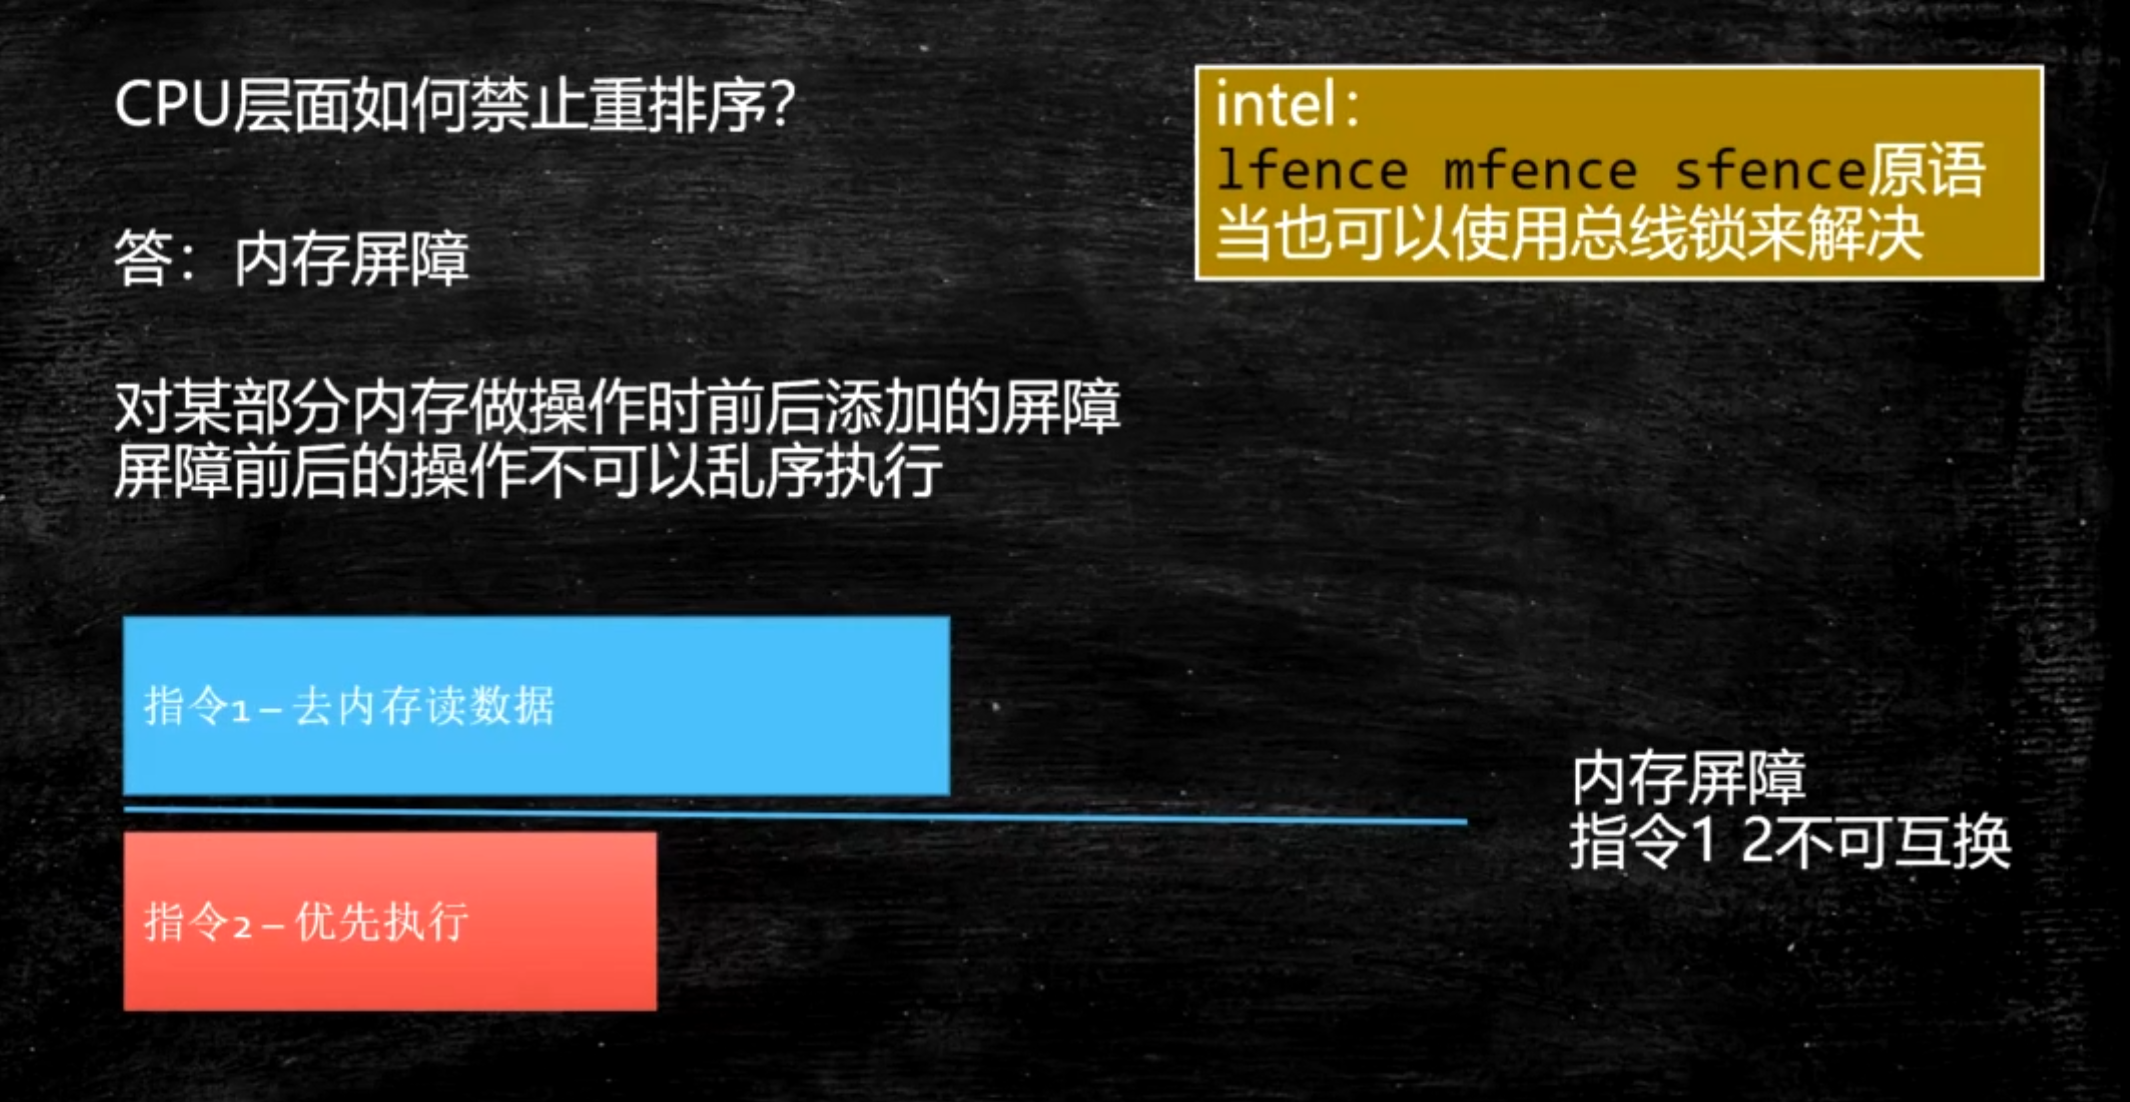 CPU层面如何禁止重排序?
答：内存屏障
对某部分内存做操作时前后添加的屏障
屏障前后的操作不可以乱序执行
intel：
lfence mfence sfence原语
当也可以使用总线锁来解决
指令1 – 去内存读数据
指令2 – 优先执行
内存屏障
指令1 2不可互换